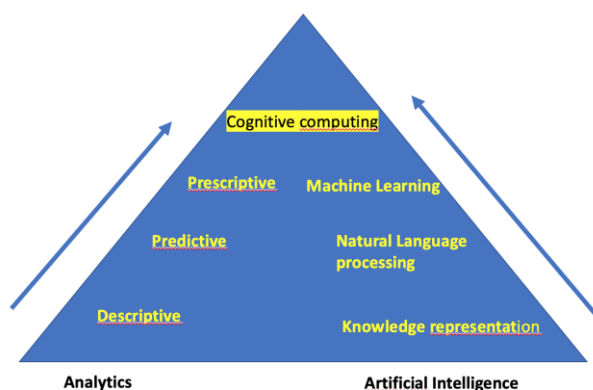 Cognitive computing
Prescriptive
Machine Learning
Predictive
Natural Language
processing
Descriptive
Knowledge representation
Analytics
Artificial Intelligence